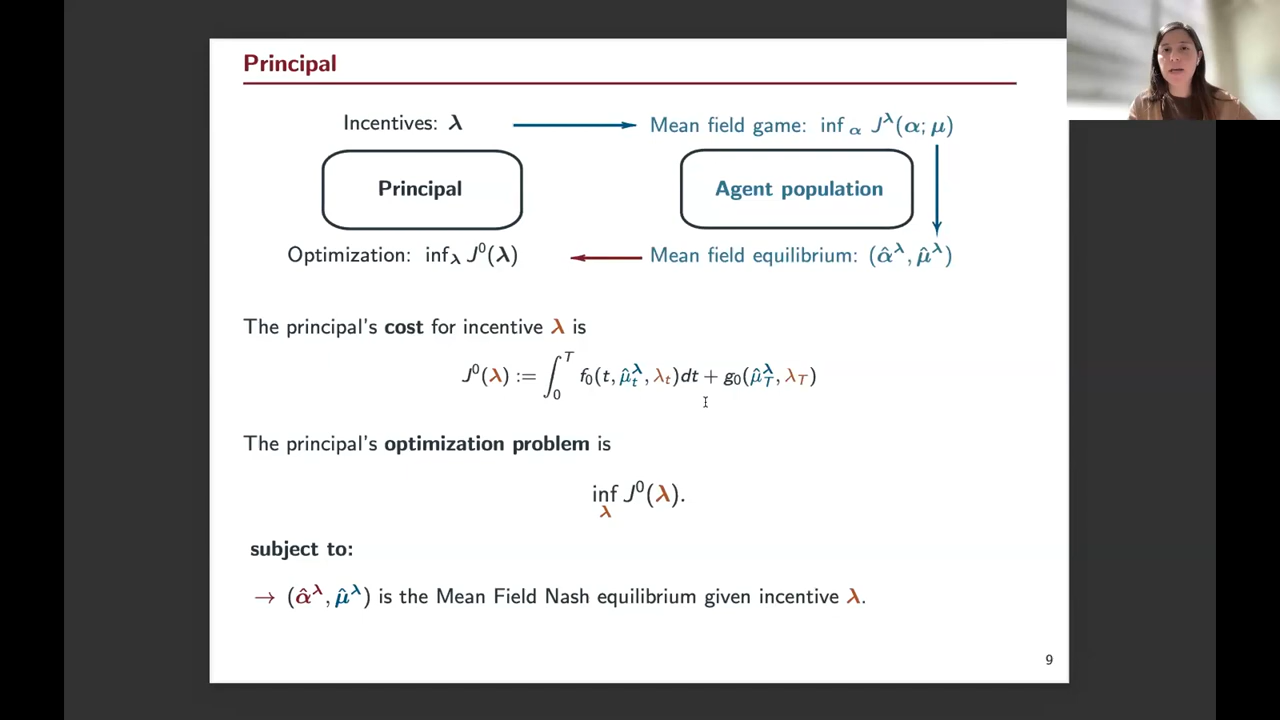 Principal
Incentives: λ
Mean field game: inf_α J^λ(α; μ)
Principal
Agent population
Optimization: inf_λ J^0(λ)
Mean field equilibrium: (α̂^λ, μ̂^λ)
The principal's cost for incentive λ is
J^0(λ) := ∫_0^T f_0(t, μ̂_t^λ, λ_t)dt + g_0(μ̂_T^λ, λ_T)
The principal's optimization problem is
inf_λ J^0(λ).
subject to:
→ (α̂^λ, μ̂^λ) is the Mean Field Nash equilibrium given incentive λ.
9